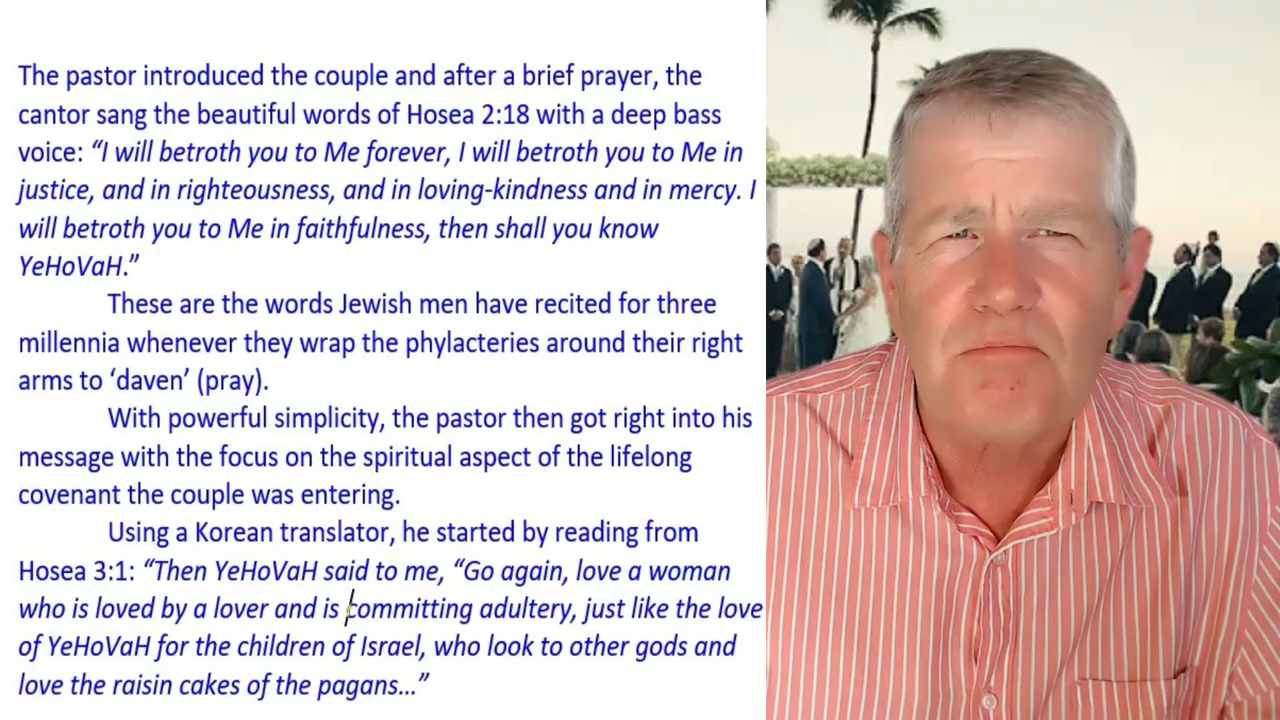 The pastor introduced the couple and after a brief prayer, the
cantor sang the beautiful words of Hosea 2:18 with a deep bass
voice: “I will betroth you to Me forever, I will betroth you to Me in
justice, and in righteousness, and in loving-kindness and in mercy. I
will betroth you to Me in faithfulness, then shall you know
YeHoVaH.”
These are the words Jewish men have recited for three
millennia whenever they wrap the phylacteries around their right
arms to ‘daven’ (pray).
With powerful simplicity, the pastor then got right into his
message with the focus on the spiritual aspect of the lifelong
covenant the couple was entering.
Using a Korean translator, he started by reading from
Hosea 3:1: “Then YeHoVaH said to me, “Go again, love a woman
who is loved by a lover and is committing adultery, just like the love
of YeHoVaH for the children of Israel, who look to other gods and
love the raisin cakes of the pagans…”